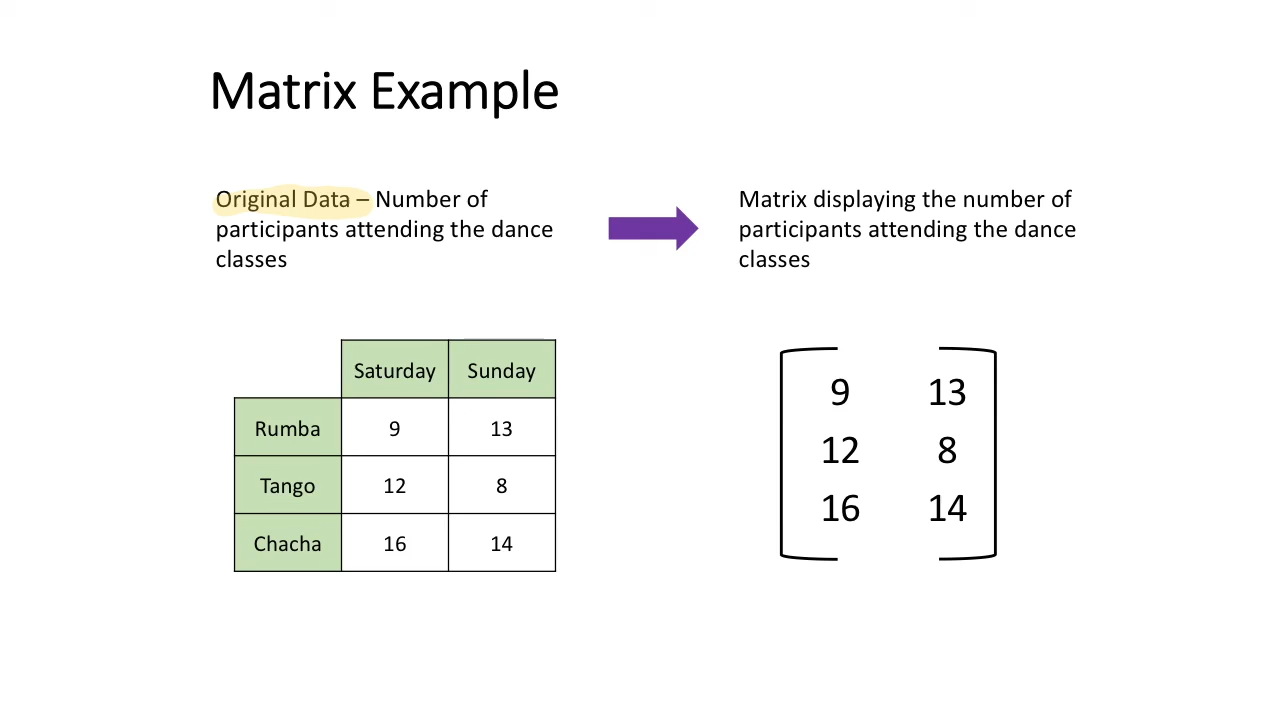 Matrix Example
Original Data – Number of
participants attending the dance
classes
Matrix displaying the number of
participants attending the dance
classes
Saturday Sunday
Rumba 9 13
Tango 12 8
Chacha 16 14
9 13
12 8
16 14